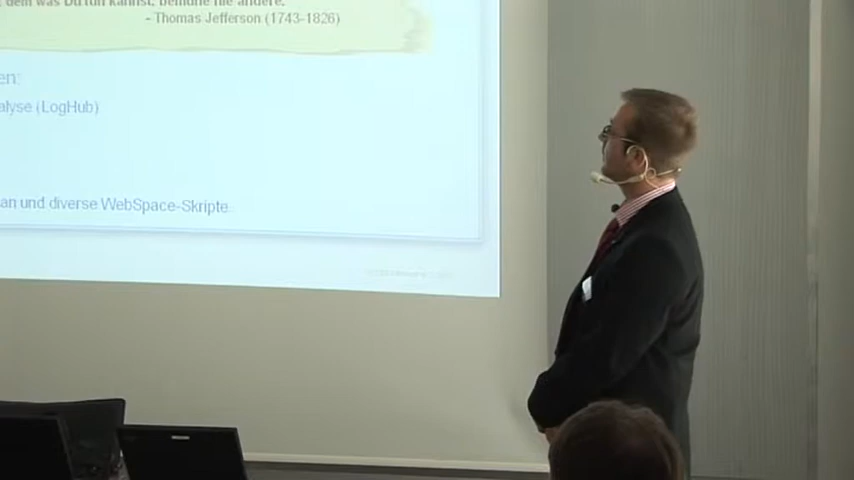 dem was Du tun kannst, bemühe nie andere.
- Thomas Jefferson (1743-1826)
en:
alyse (LogHub)
an und diverse WebSpace-Skripte